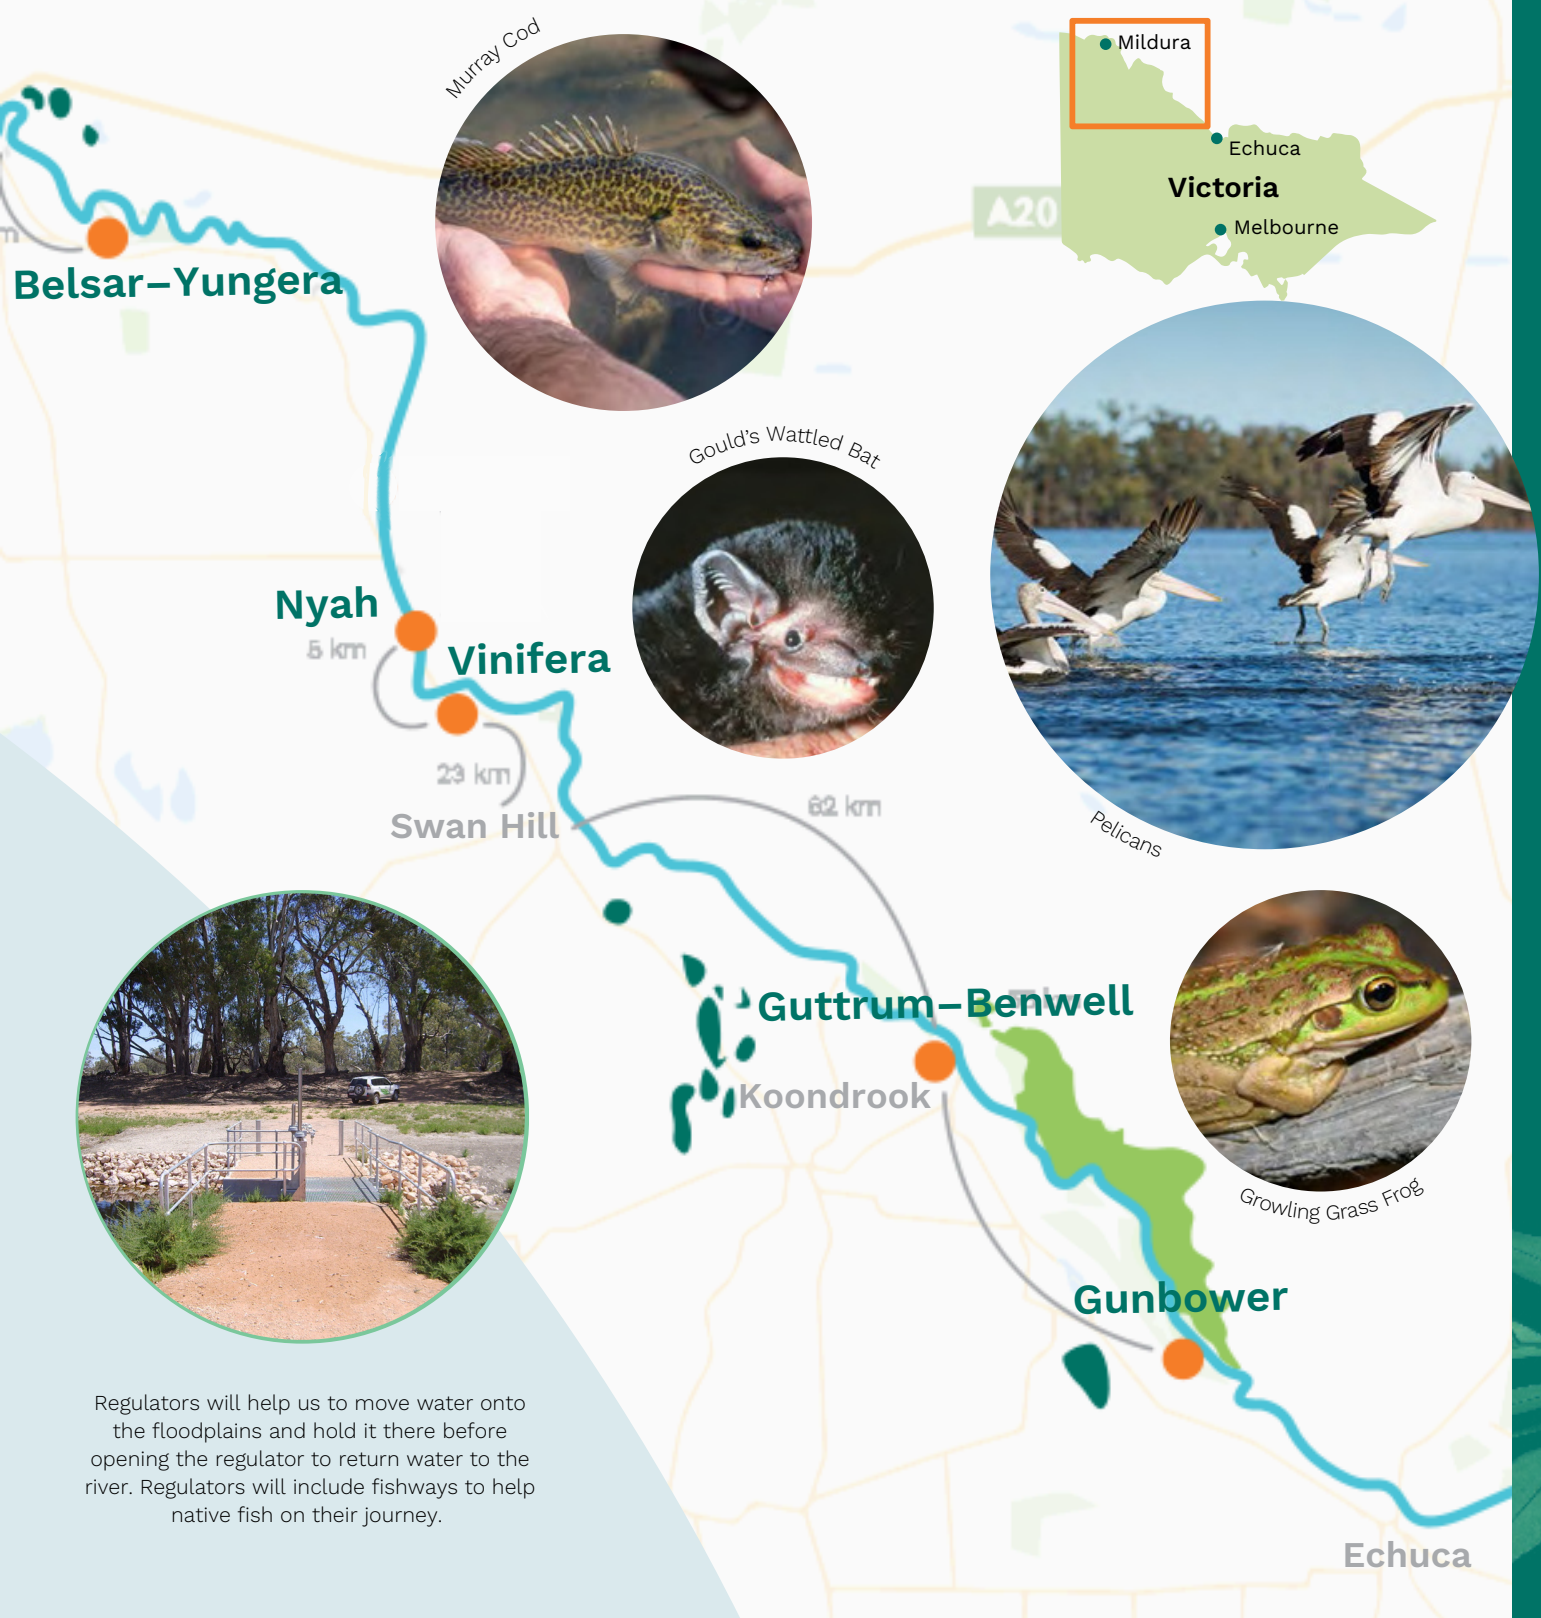 Murray Cod
Mildura
Echuca
Victoria
Melbourne
A20
Belsar–Yungera
Gould's Wattled Bat
Nyah
5 km
Vinifera
23 km
Swan Hill
62 km
Pelicans
Guttrum–Benwell
Koondrook
Growling Grass Frog
Gunbower
Regulators will help us to move water onto
the floodplains and hold it there before
opening the regulator to return water to the
river. Regulators will include fishways to help
native fish on their journey.
Echuca